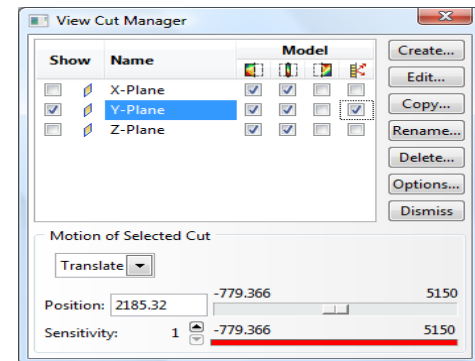 View Cut Manager
Show Name Model
X-Plane
Y-Plane
Z-Plane
Create...
Edit...
Copy...
Rename...
Delete...
Options...
Dismiss
Motion of Selected Cut
Translate
Position: 2185.32 -779.366 5150
Sensitivity: 1 -779.366 5150